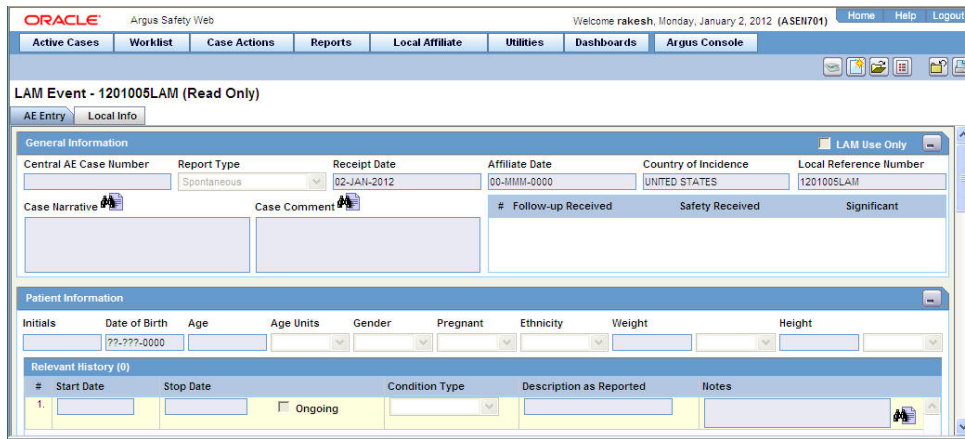 ORACLE Argus Safety Web Welcome rakesh, Monday, January 2, 2012 (ASEN701) Home Help Logout
Active Cases Worklist Case Actions Reports Local Affiliate Utilities Dashboards Argus Console
LAM Event - 1201005LAM (Read Only)
AE Entry Local Info
General Information LAM Use Only
Central AE Case Number Report Type Receipt Date Affiliate Date Country of Incidence Local Reference Number
Spontaneous 02-JAN-2012 00-MMM-0000 UNITED STATES 1201005LAM
Case Narrative Case Comment # Follow-up Received Safety Received Significant
Patient Information
Initials Date of Birth Age Age Units Gender Pregnant Ethnicity Weight Height
??-???-0000
Relevant History (0)
# Start Date Stop Date Condition Type Description as Reported Notes
1. Ongoing